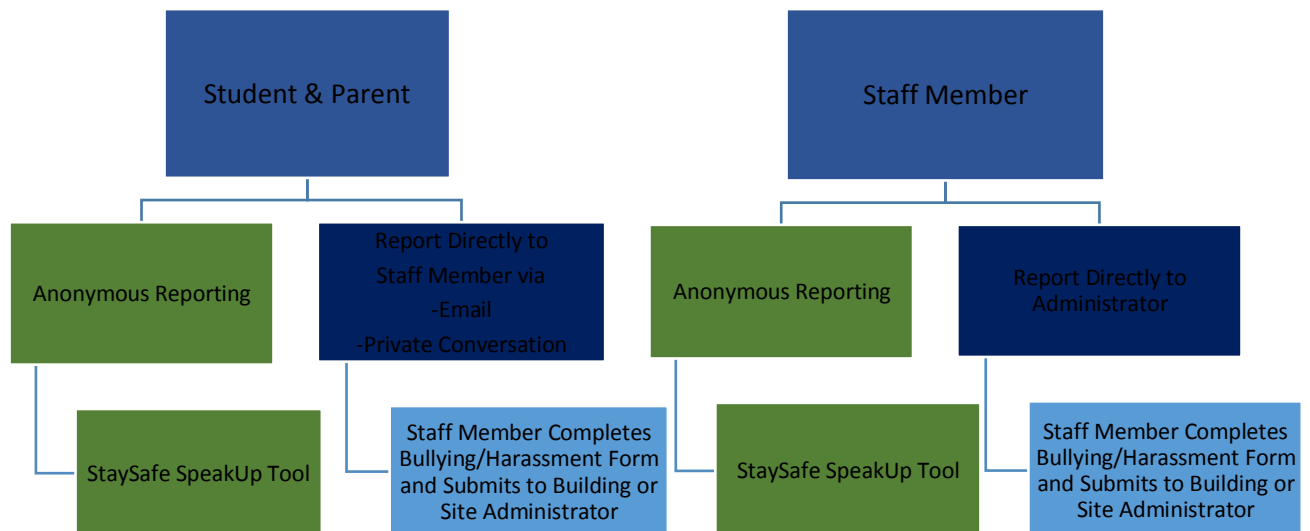 Student & Parent
Staff Member
Anonymous Reporting
Report Directly to
Staff Member via
-Email
-Private Conversation
Anonymous Reporting
Report Directly to
Administrator
StaySafe SpeakUp Tool
Staff Member Completes
Bullying/Harassment Form
and Submits to Building or
Site Administrator
StaySafe SpeakUp Tool
Staff Member Completes
Bullying/Harassment Form
and Submits to Building or
Site Administrator